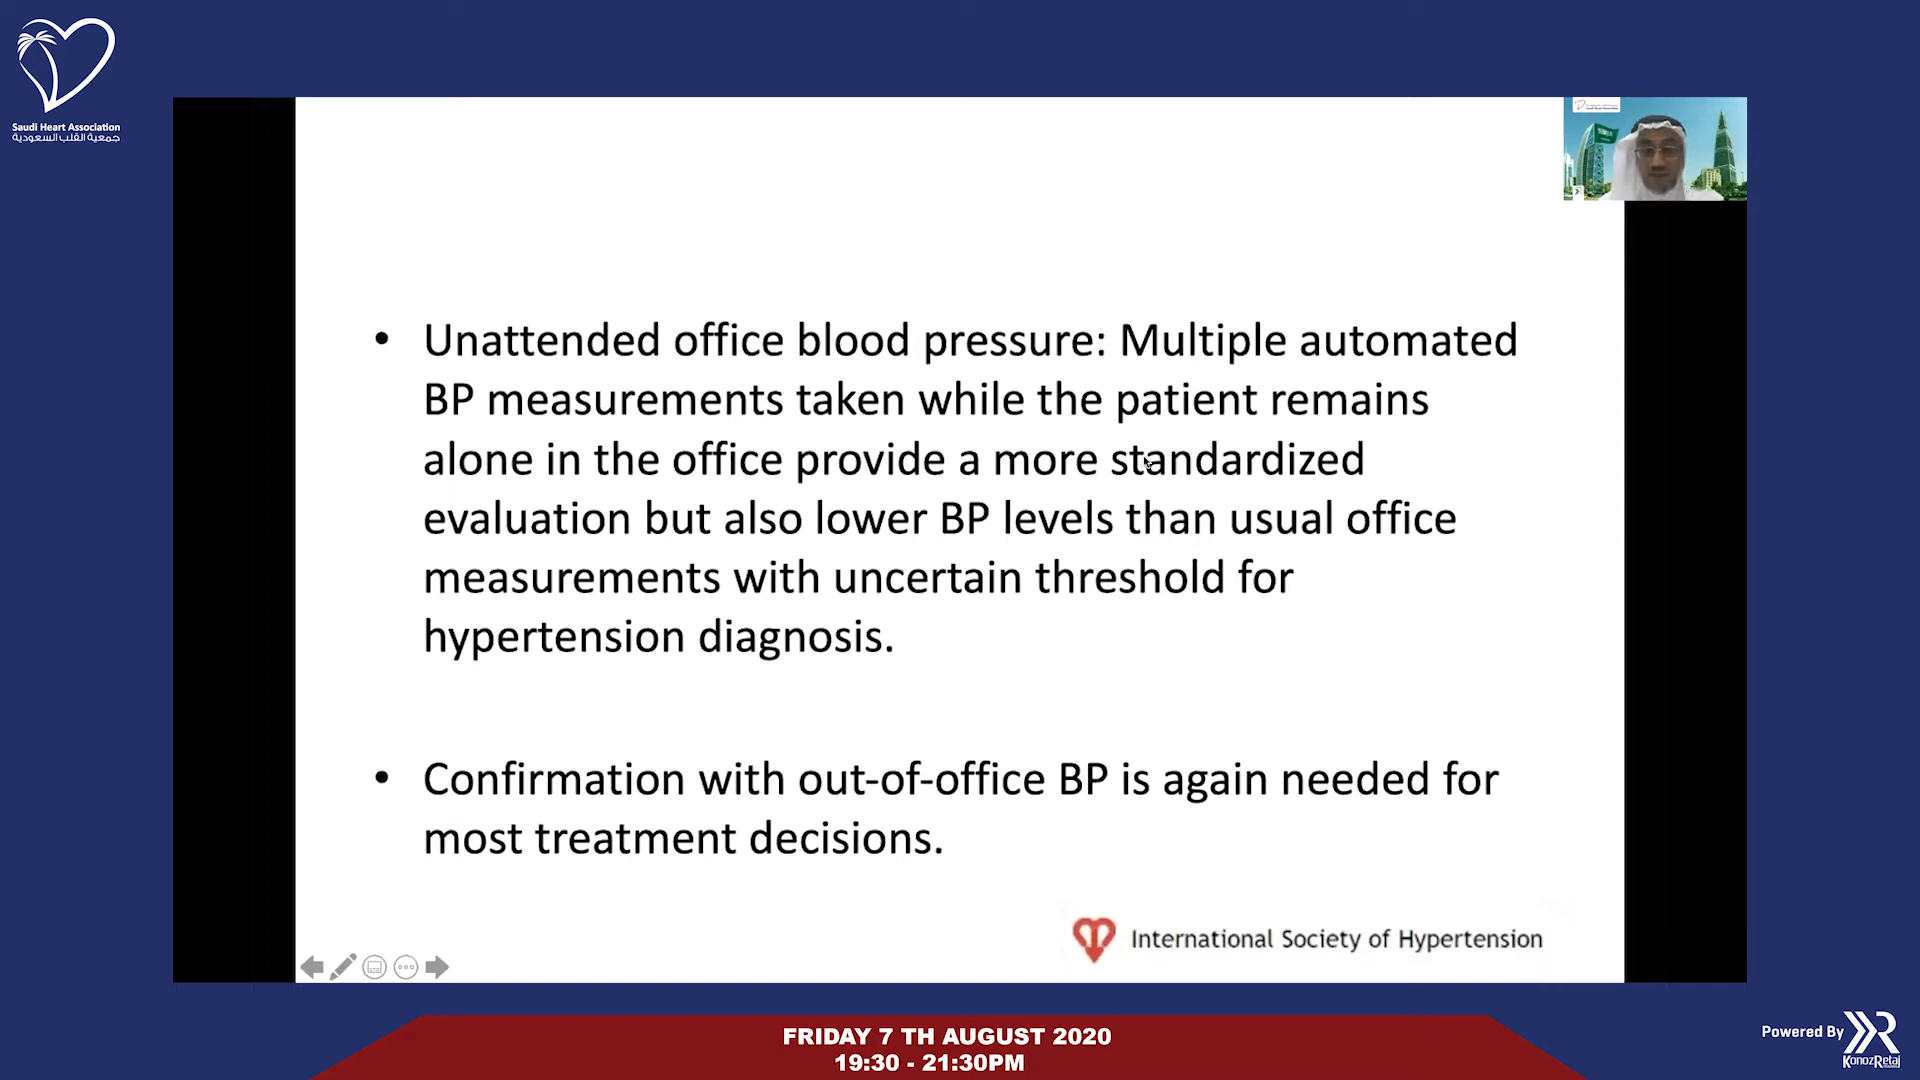 Saudi Heart Association
جمعية القلب السعودية
• Unattended office blood pressure: Multiple automated
BP measurements taken while the patient remains
alone in the office provide a more standardized
evaluation but also lower BP levels than usual office
measurements with uncertain threshold for
hypertension diagnosis.
• Confirmation with out-of-office BP is again needed for
most treatment decisions.
International Society of Hypertension
FRIDAY 7 TH AUGUST 2020
19:30 - 21:30PM
Powered By
KonozRetaj